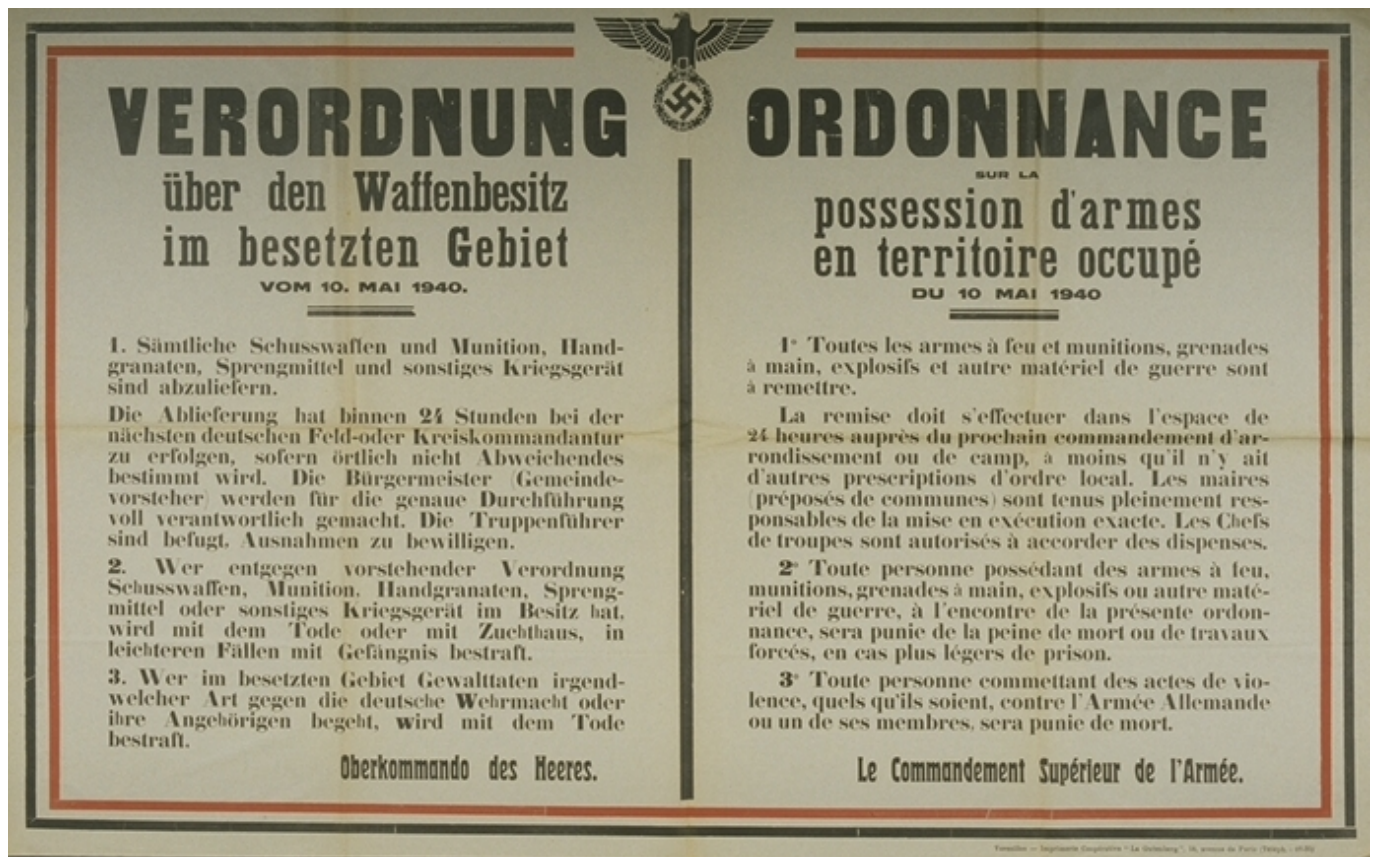 VERORDNUNG
über den Waffenbesitz
im besetzten Gebiet
VOM 10. MAI 1940.
1. Sämtliche Schusswaffen und Munition, Hand-
granaten, Sprengmittel und sonstiges Kriegsgerät
sind abzuliefern.
Die Ablieferung hat binnen 24 Stunden bei der
nächsten deutschen Feld-oder Kreiskommandantur
zu erfolgen, sofern örtlich nicht Abweichendes
bestimmt wird. Die Bürgermeister (Gemeinde-
vorsteher) werden für die genaue Durchführung
voll verantwortlich gemacht. Die Truppenführer
sind befugt, Ausnahmen zu bewilligen.
2. Wer entgegen vorstehender Verordnung
Schusswaffen, Munition, Handgranaten, Spreng-
mittel oder sonstiges Kriegsgerät im Besitz hat,
wird mit dem Tode oder mit Zuchthaus, in
leichteren Fällen mit Gefängnis bestraft.
3. Wer im besetzten Gebiet Gewalttaten irgend-
welcher Art gegen die deutsche Wehrmacht oder
ihre Angehörigen begeht, wird mit dem Tode
bestraft.
Oberkommando des Heeres.
ORDONNANCE
SUR LA
possession d'armes
en territoire occupé
DU 10 MAI 1940
1° Toutes les armes à feu et munitions, grenades
à main, explosifs et autre matériel de guerre sont
à remettre.
La remise doit s'effectuer dans l'espace de
24 heures auprès du prochain commandement d'ar-
rondissement ou de camp, à moins qu'il n'y ait
d'autres prescriptions d'ordre local. Les maires
(préposés de communes) sont tenus pleinement res-
ponsables de la mise en exécution exacte. Les Chefs
de troupes sont autorisés à accorder des dispenses.
2° Toute personne possédant des armes à feu,
munitions, grenades à main, explosifs ou autre maté-
riel de guerre, à l'encontre de la présente ordon-
nance, sera punie de la peine de mort ou de travaux
forcés, en cas plus légers de prison.
3° Toute personne commettant des actes de vio-
lence, quels qu'ils soient, contre l'Armée Allemande
ou un de ses membres, sera punie de mort.
Le Commandement Supérieur de l'Armée.
Versailles — Imprimerie Coopérative "La Gutenberg", avenue de Paris